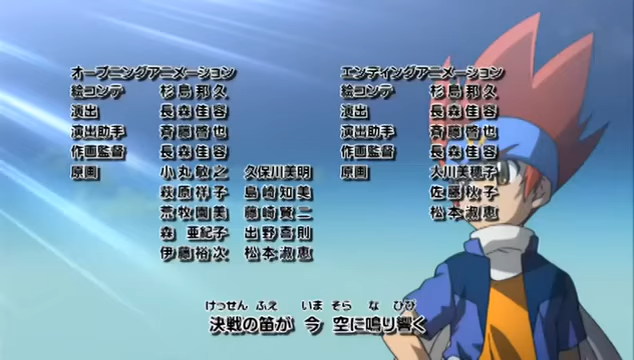 オープニングアニメーション
絵コンテ 杉島邦久
演出 長森佳容
演出助手 斉藤啓也
作画監督 長森佳容
原画 小丸敏之 久保川美明
萩原祥子 島崎知美
荒牧園美 藤崎賢二
森 亜紀子 出野喜則
伊藤裕次 松本淑恵
エンディングアニメーション
絵コンテ 杉島邦久
演出 長森佳容
演出助手 斉藤啓也
作画監督 長森佳容
原画 大川美穂子
佐藤秋子
松本淑恵
けっせん ふえ いま そら な ひび
決戦の笛が 今 空に鳴り響く